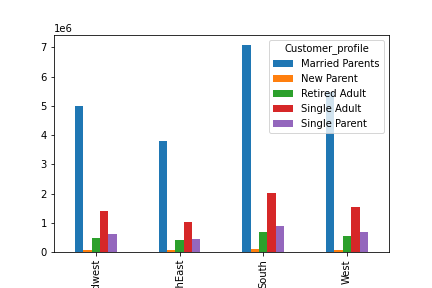 1e6
7
6
5
4
3
2
1
0
Customer_profile
Married Parents
New Parent
Retired Adult
Single Adult
Single Parent
dwest
hEast
South
West